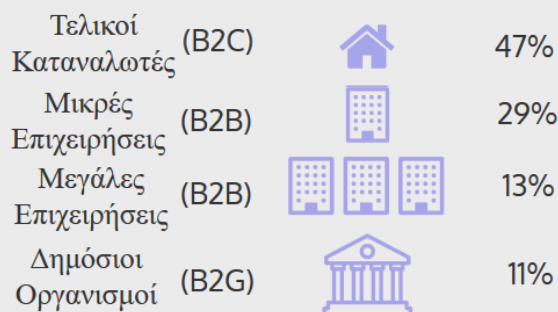 Τελικοί
Καταναλωτές (B2C) 47%
Μικρές
Επιχειρήσεις (B2B) 29%
Μεγάλες
Επιχειρήσεις (B2B) 13%
Δημόσιοι
Οργανισμοί (B2G) 11%